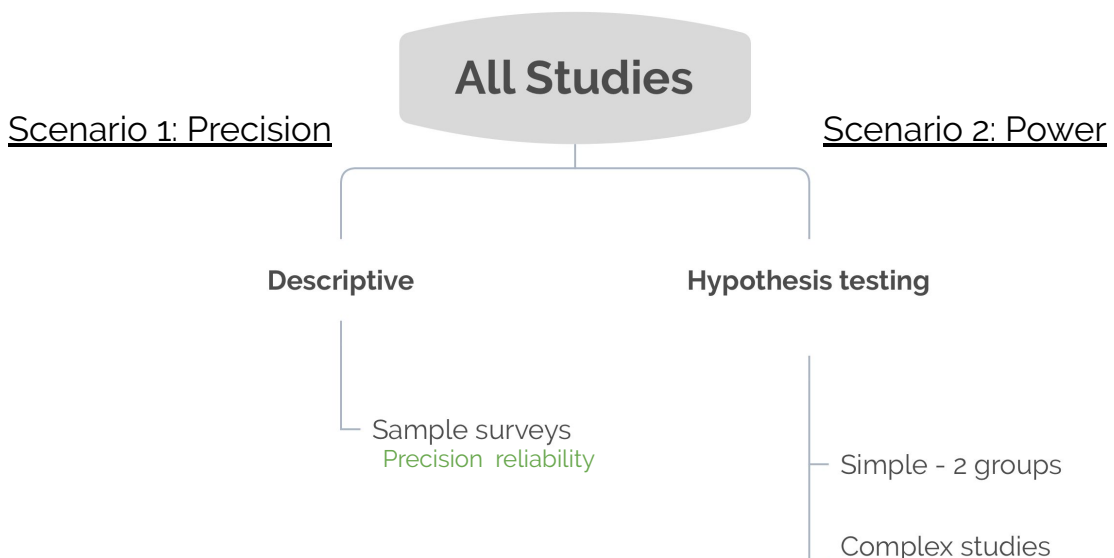 All Studies
Scenario 1: Precision
Scenario 2: Power
Descriptive
Hypothesis testing
Sample surveys
Precision reliability
Simple - 2 groups
Complex studies